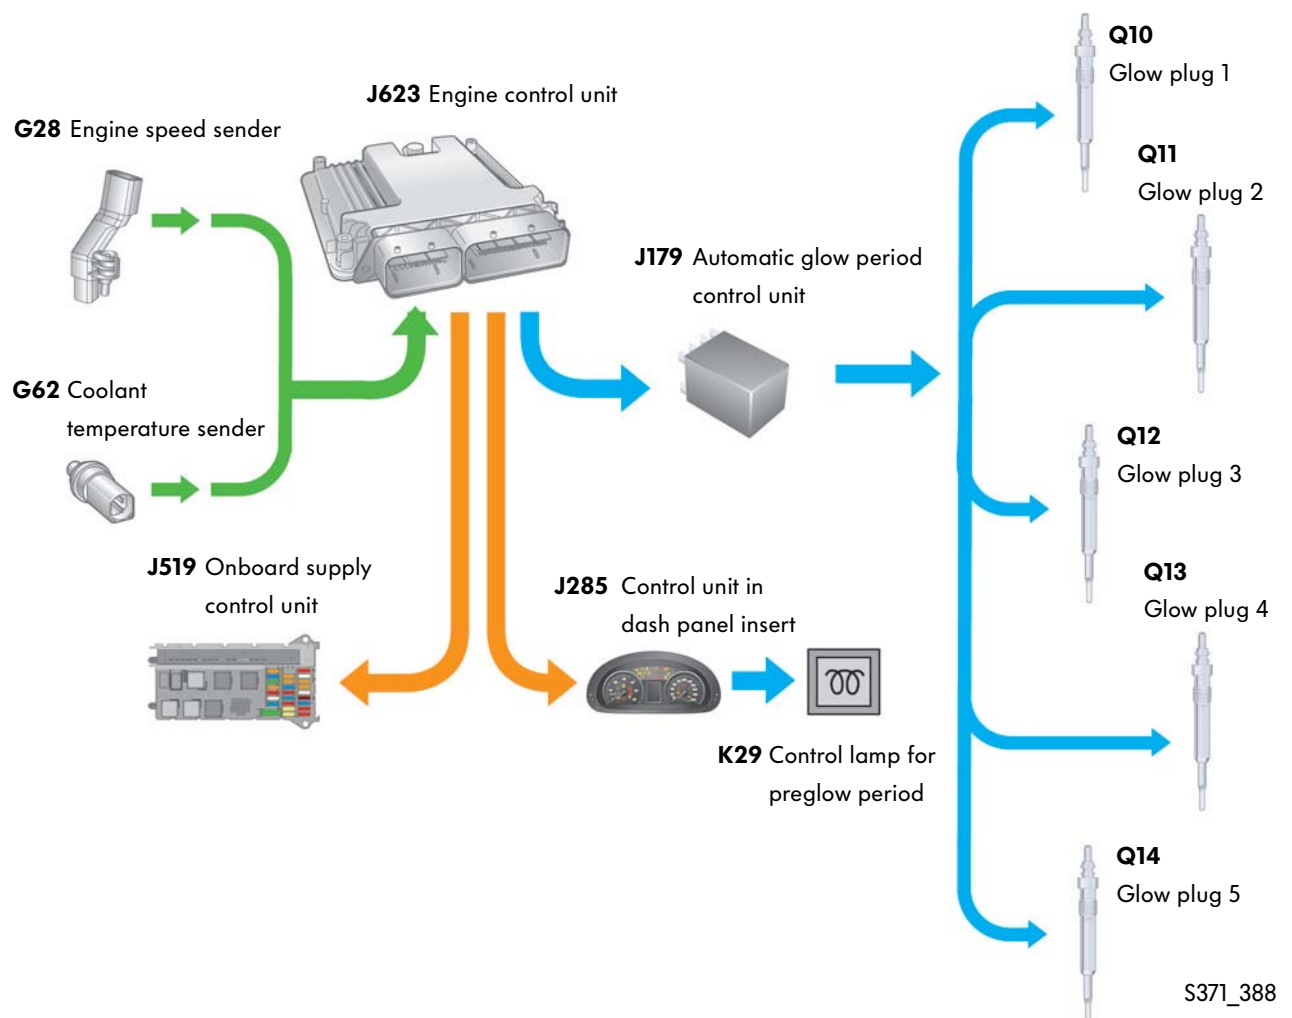 Q10
Glow plug 1
J623 Engine control unit
G28 Engine speed sender
Q11
Glow plug 2
J179 Automatic glow period
control unit
G62 Coolant
temperature sender
Q12
Glow plug 3
J519 Onboard supply
control unit
J285 Control unit in
dash panel insert
Q13
Glow plug 4
K29 Control lamp for
preglow period
Q14
Glow plug 5
S371_388